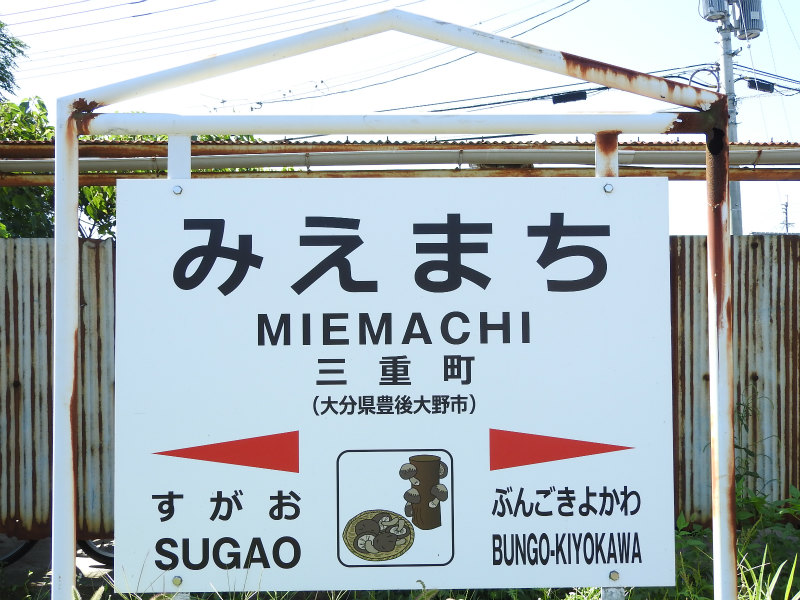 みえまち
MIEMACHI
三重町
（大分県豊後大野市）
すがお
SUGAO
ぶんごきよかわ
BUNGO-KIYOKAWA